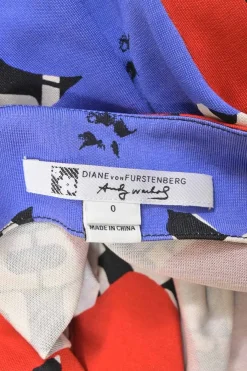 DIANE VON FURSTENBERG
Andy Warhol
0
MADE IN CHINA